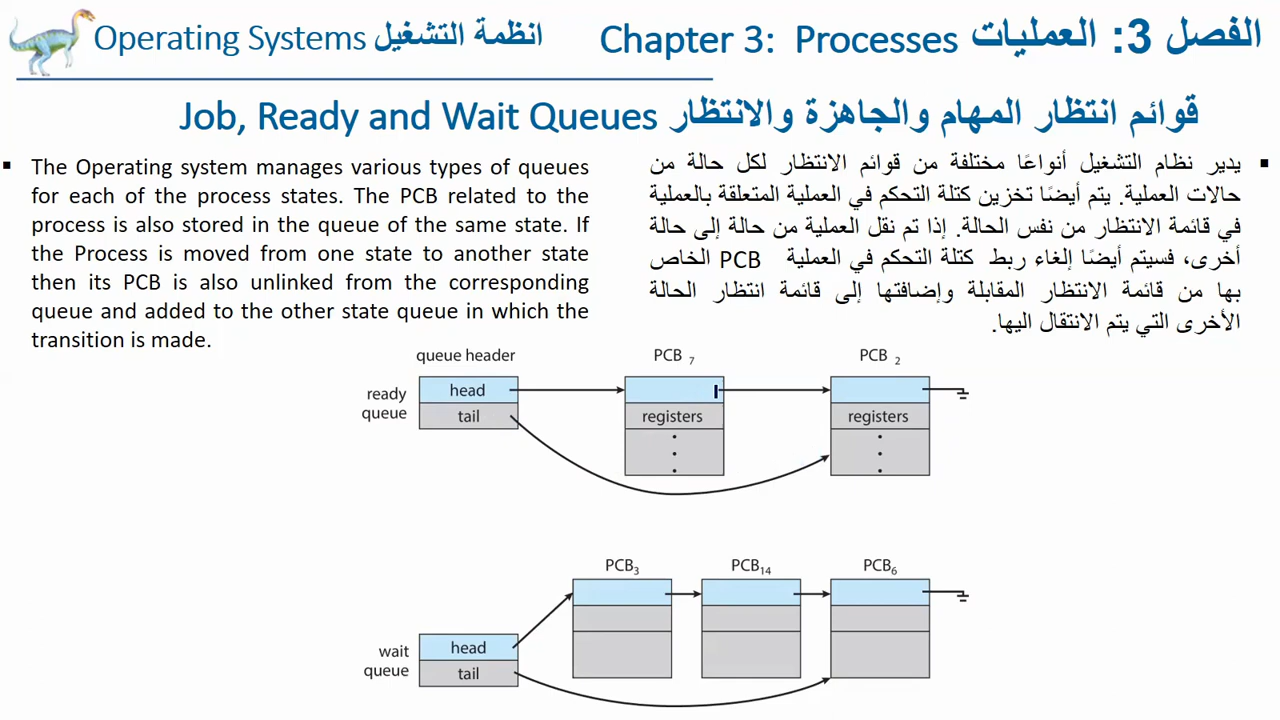 Operating Systems انظمة التشغيل
Chapter 3: Processes الفصل 3: العمليات
Job, Ready and Wait Queues قوائم انتظار المهام والجاهزة والانتظار
▪ The Operating system manages various types of queues
for each of the process states. The PCB related to the
process is also stored in the queue of the same state. If
the Process is moved from one state to another state
then its PCB is also unlinked from the corresponding
queue and added to the other state queue in which the
transition is made.
▪ يدير نظام التشغيل أنواعًا مختلفة من قوائم الانتظار لكل حالة من
حالات العملية. يتم أيضًا تخزين كتلة التحكم في العملية المتعلقة بالعملية
في قائمة الانتظار من نفس الحالة. إذا تم نقل العملية من حالة إلى حالة
أخرى، فسيتم أيضًا إلغاء ربط كتلة التحكم في العملية PCB الخاص
بها من قائمة الانتظار المقابلة وإضافتها إلى قائمة انتظار الحالة
الأخرى التي يتم الانتقال اليها.
queue header
PCB 7
PCB 2
ready
queue
head
tail
registers
registers
PCB3
PCB14
PCB6
wait
queue
head
tail